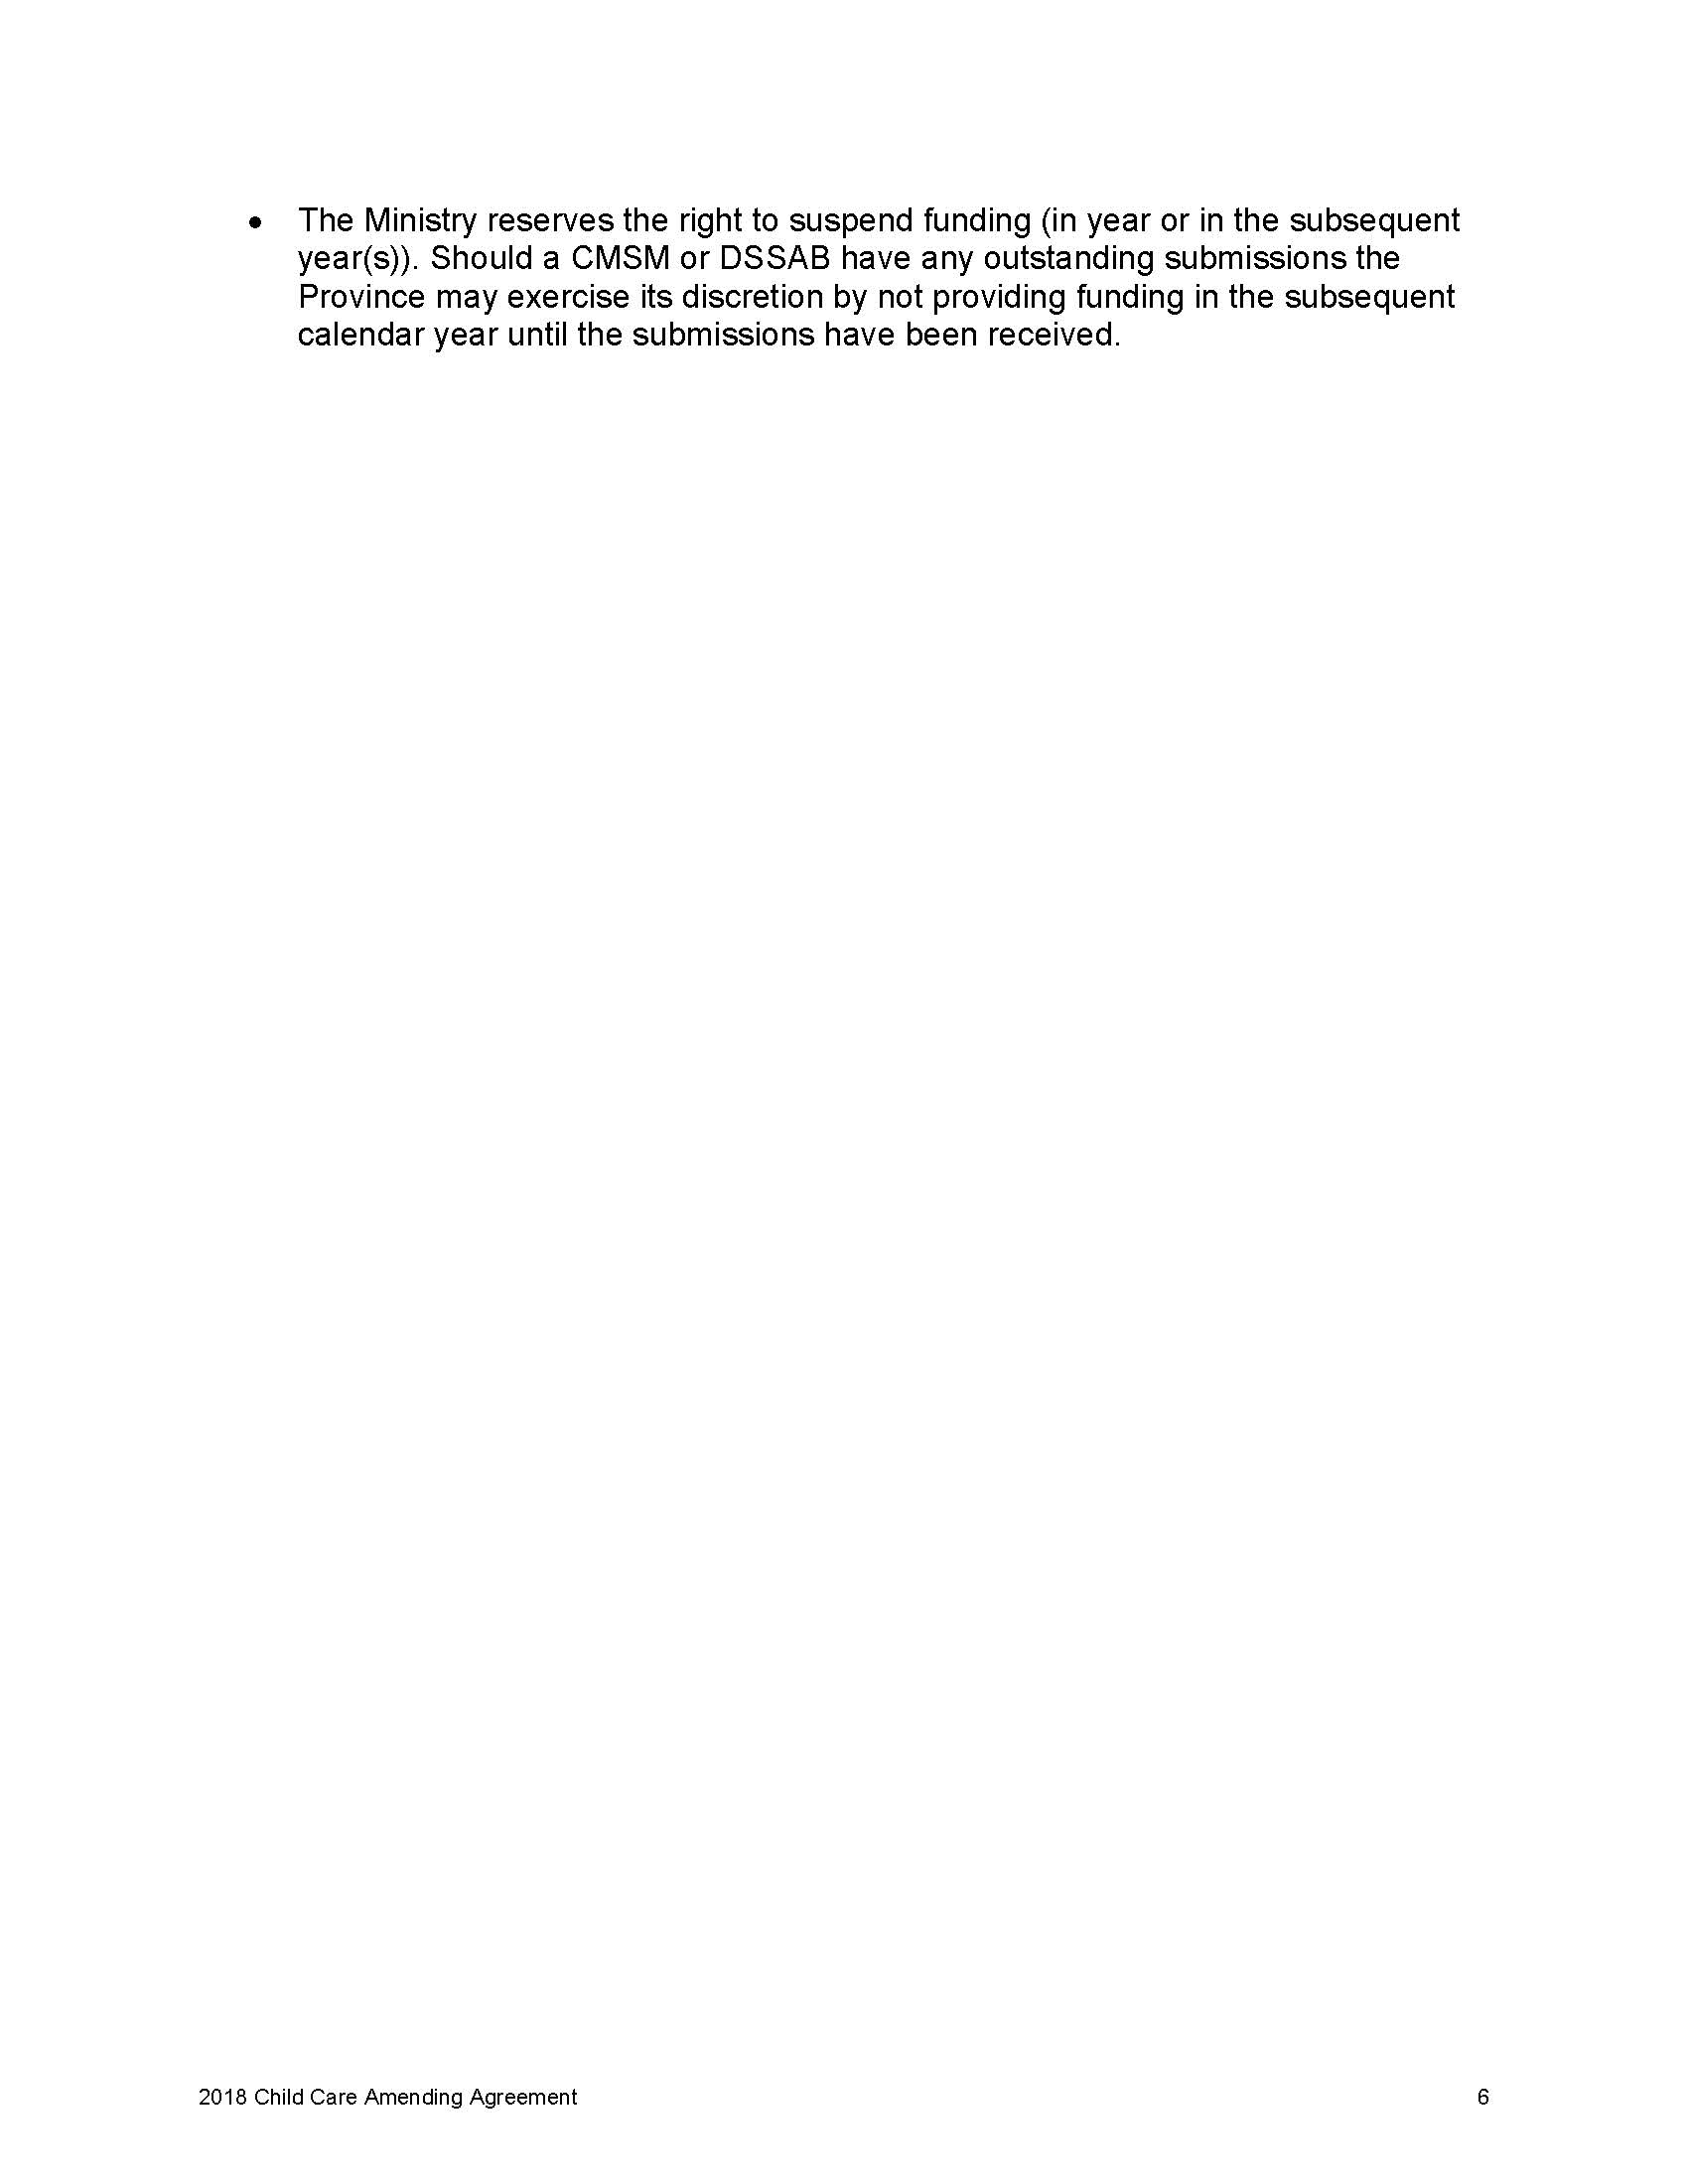 • The Ministry reserves the right to suspend funding (in year or in the subsequent
year(s)). Should a CMSM or DSSAB have any outstanding submissions the
Province may exercise its discretion by not providing funding in the subsequent
calendar year until the submissions have been received.
2018 Child Care Amending Agreement 6